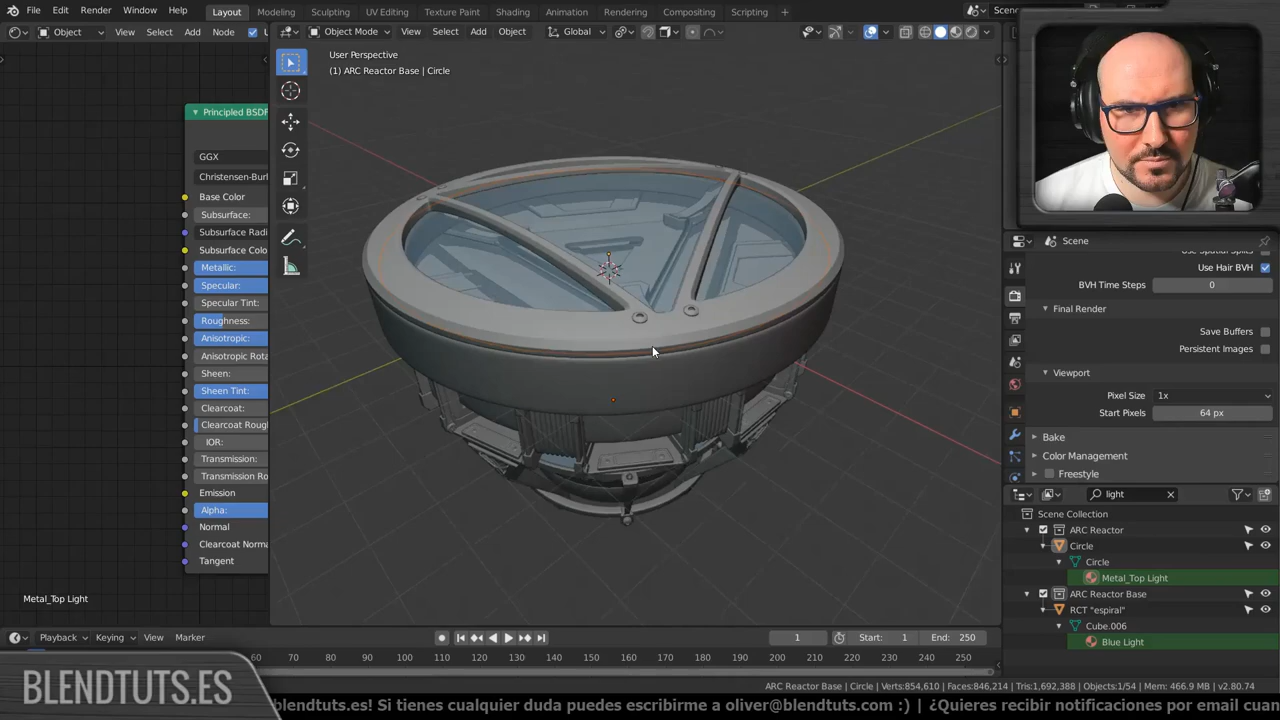 File Edit Render Window Help
Layout Modeling Sculpting UV Editing Texture Paint Shading Animation Rendering Compositing Scripting +
Object View Select Add Node
Object Mode View Select Add Object Global
User Perspective
(1) ARC Reactor Base | Circle
Principled BSDF
GGX
Christensen-Burl
Base Color
Subsurface:
Subsurface Radi
Subsurface Colo
Metallic:
Specular:
Specular Tint:
Roughness:
Anisotropic:
Anisotropic Rota
Sheen:
Sheen Tint:
Clearcoat:
Clearcoat Rough
IOR:
Transmission:
Transmission Ro
Emission
Alpha:
Normal
Clearcoat Norma
Tangent
Metal_Top Light
Scene
Use Hair BVH
BVH Time Steps 0
Final Render
Save Buffers
Persistent Images
Viewport
Pixel Size 1x
Start Pixels 64 px
Bake
Color Management
Freestyle
light
Scene Collection
ARC Reactor
Circle
Circle
Metal_Top Light
ARC Reactor Base
RCT "espiral"
Cube.006
Blue Light
Playback Keying View Marker
1 Start: 1 End: 250
60 70 80 90 100 110 120 130 140 150 160 170 180 190 200 210 220 230 240 250
ARC Reactor Base | Circle | Verts:854,610 | Faces:846,214 | Tris:1,692,388 | Objects:1/54 | Mem: 466.9 MB | v2.80.74
BLENDTUTS.ES
blendtuts.es! Si tienes cualquier duda puedes escribirme a oliver@blendtuts.com :) | ¿Quieres recibir notificaciones por email cuan